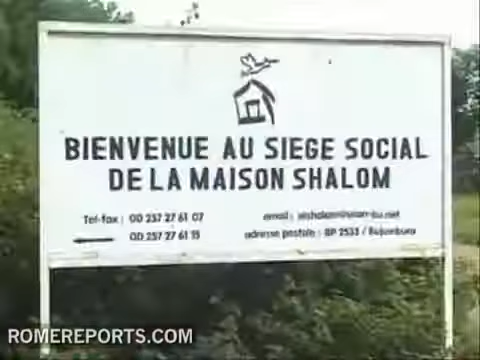 BIENVENUE AU SIEGE SOCIAL
DE LA MAISON SHALOM
Tel-fax : 00 257 27 61 07
00 257 27 61 15
email :
adresse postale : BP 2533 / Bujumbura
ROMEREPORTS.COM